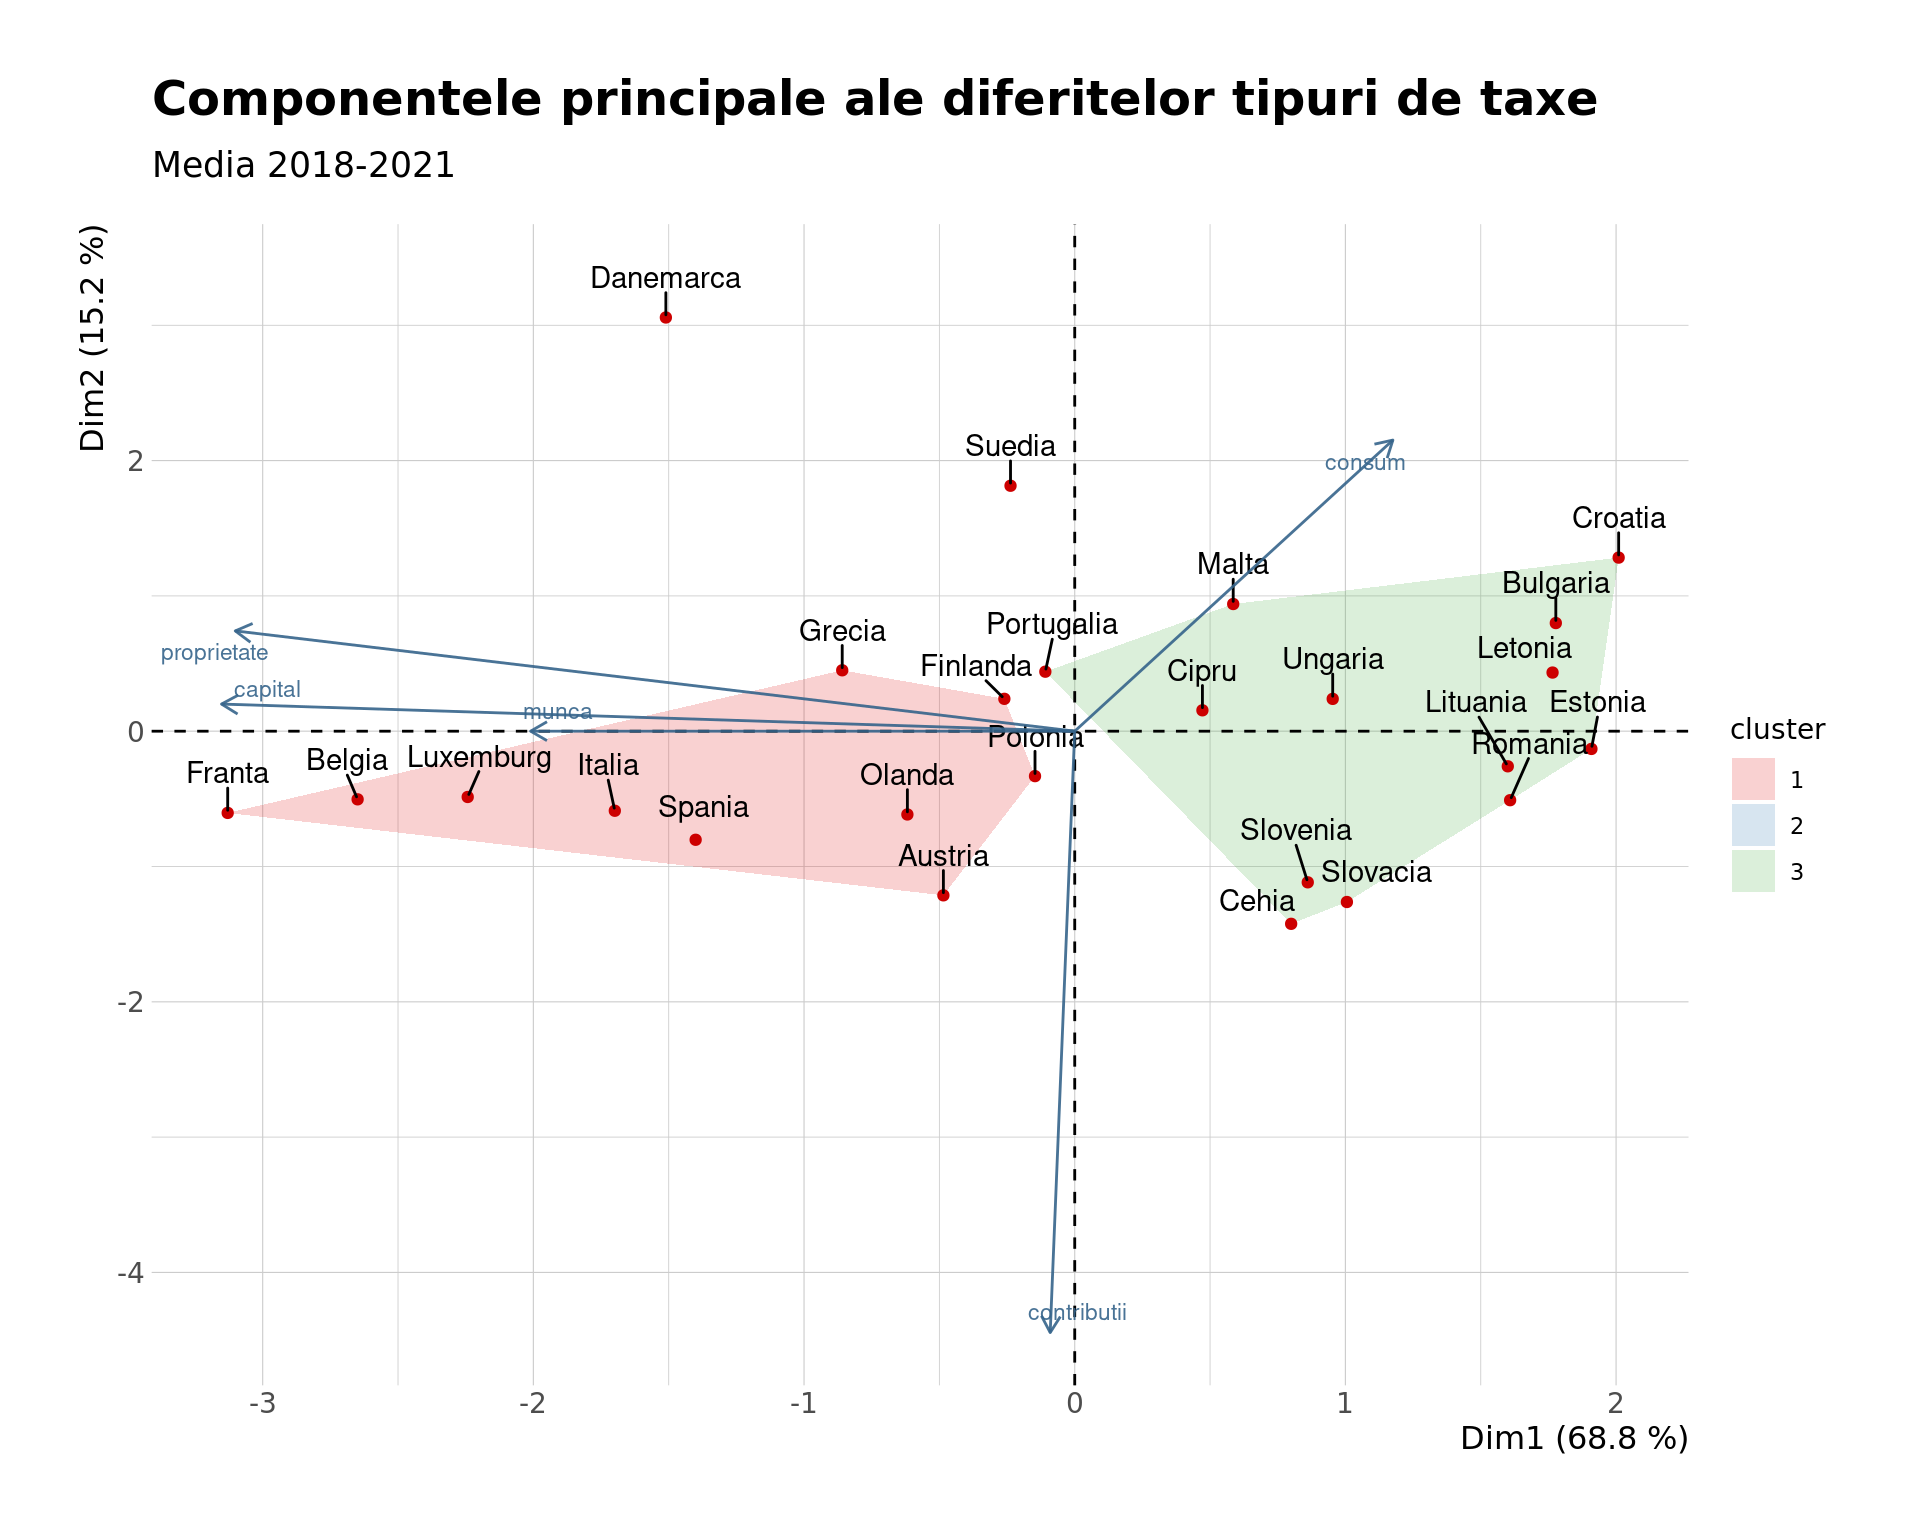 Componentele principale ale diferitelor tipuri de taxe
Media 2018-2021
Dim2 (15.2 %)
Danemarca
Suedia
2
consum
Croatia
Malta
Bulgaria
Portugalia
Grecia
Letonia
proprietate
Finlanda
Cipru
Ungaria
capital
Lituania
Estonia
munca
0
Polonia
Romania
cluster
Franta
Belgia
Luxemburg
Italia
Olanda
1
Spania
2
Slovenia
Austria
Slovacia
3
Cehia
-2
-4
contributii
-3
-2
-1
0
1
2
Dim1 (68.8 %)